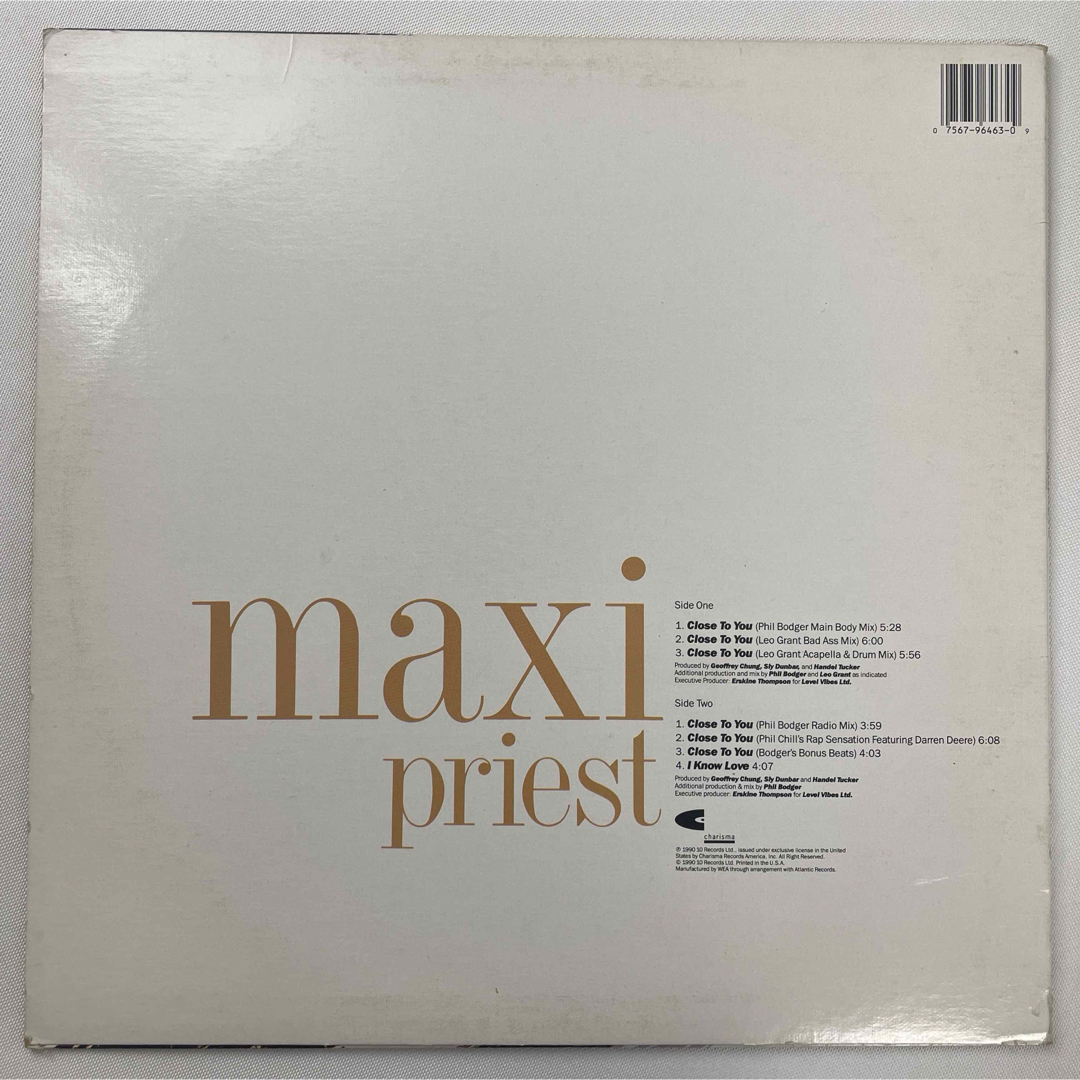 0 7567-96463-0 9
maxi
priest
Side One
1. Close To You (Phil Bodger Main Body Mix) 5:28
2. Close To You (Leo Grant Bad Ass Mix) 6:00
3. Close To You (Leo Grant Acapella & Drum Mix) 5:56
Produced by Geoffrey Chung, Sly Dunbar, and Handel Tucker
Additional production and mix by Phil Bodger and Leo Grant as indicated
Executive Producer: Erskine Thompson for Level Vibes Ltd.
Side Two
1. Close To You (Phil Bodger Radio Mix) 3:59
2. Close To You (Phil Chill's Rap Sensation Featuring Darren Deere) 6:08
3. Close To You (Bodger's Bonus Beats) 4:03
4. I Know Love 4:07
Produced by Geoffrey Chung, Sly Dunbar and Handel Tucker
Additional production & mix by Phil Bodger
Executive producer: Erskine Thompson for Level Vibes Ltd.
charisma
℗ 1990 10 Records Ltd., issued under exclusive license in the United
States by Charisma Records America, Inc. All Right Reserved.
© 1990 10 Records Ltd. Printed in the U.S.A.
Manufactured by WEA through arrangement with Atlantic Records.